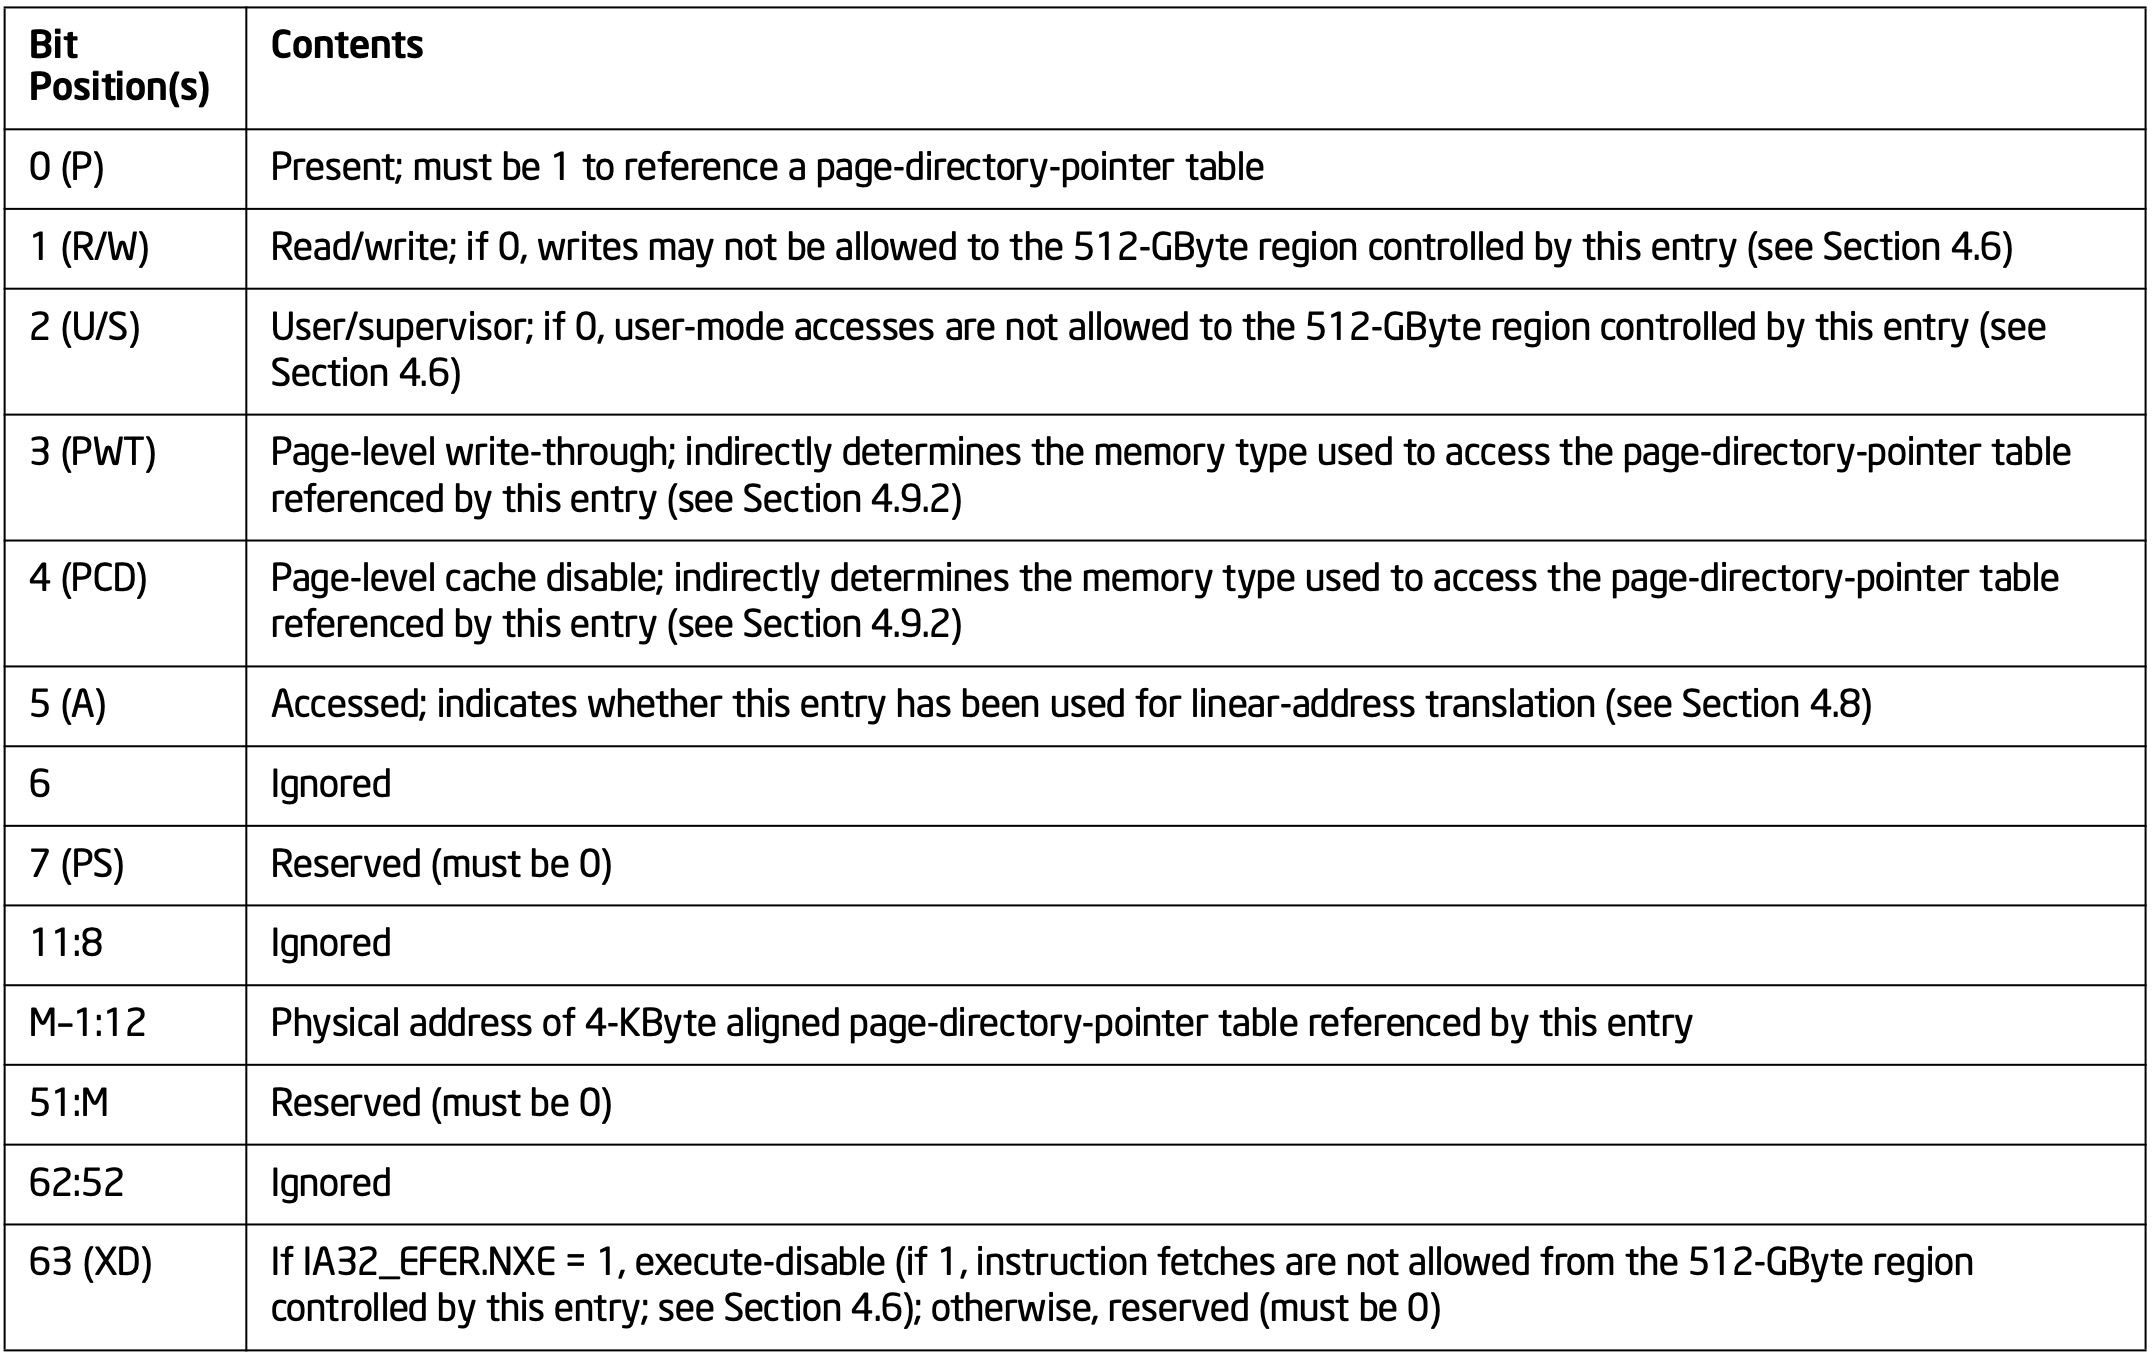 Bit
Position(s)
Contents
0 (P)
Present; must be 1 to reference a page-directory-pointer table
1 (R/W)
Read/write; if 0, writes may not be allowed to the 512-GByte region controlled by this entry (see Section 4.6)
2 (U/S)
User/supervisor; if 0, user-mode accesses are not allowed to the 512-GByte region controlled by this entry (see
Section 4.6)
3 (PWT)
Page-level write-through; indirectly determines the memory type used to access the page-directory-pointer table
referenced by this entry (see Section 4.9.2)
4 (PCD)
Page-level cache disable; indirectly determines the memory type used to access the page-directory-pointer table
referenced by this entry (see Section 4.9.2)
5 (A)
Accessed; indicates whether this entry has been used for linear-address translation (see Section 4.8)
6
Ignored
7 (PS)
Reserved (must be 0)
11:8
Ignored
M–1:12
Physical address of 4-KByte aligned page-directory-pointer table referenced by this entry
51:M
Reserved (must be 0)
62:52
Ignored
63 (XD)
If IA32_EFER.NXE = 1, execute-disable (if 1, instruction fetches are not allowed from the 512-GByte region
controlled by this entry; see Section 4.6); otherwise, reserved (must be 0)